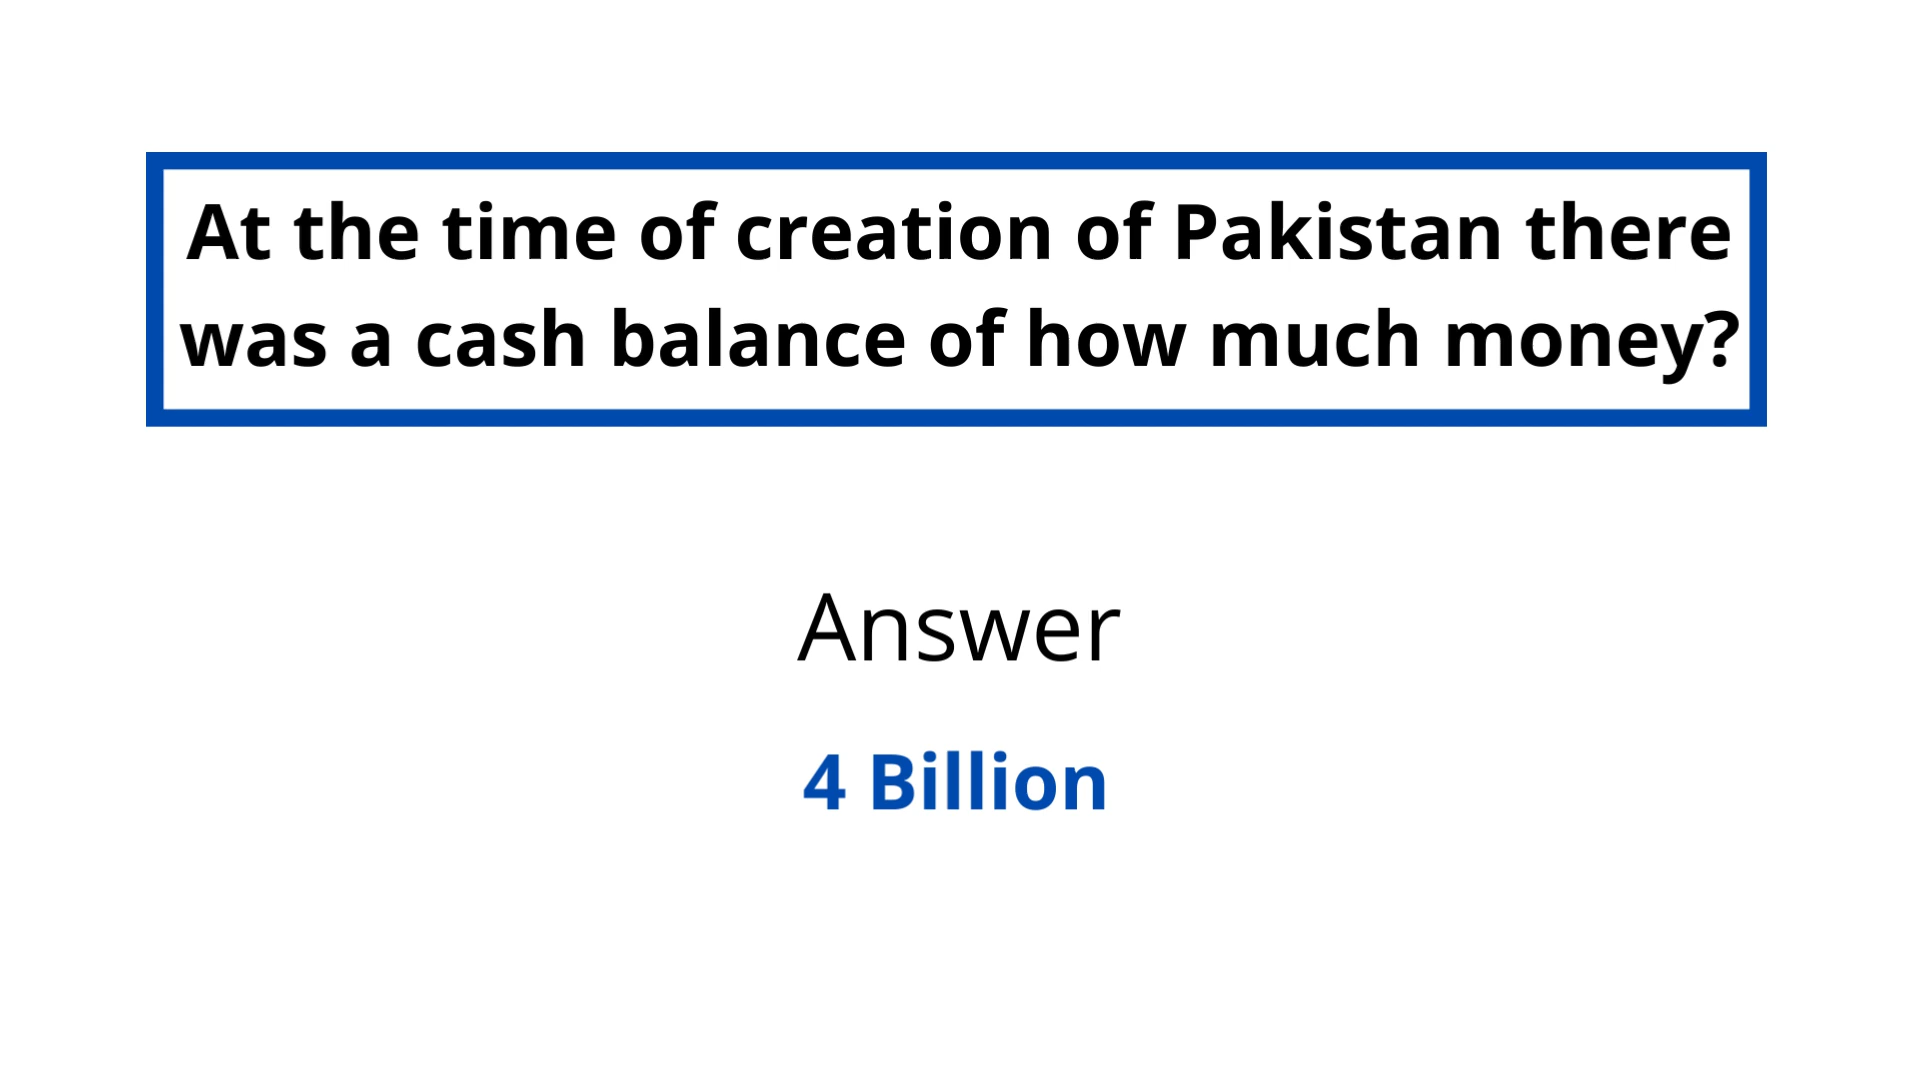 At the time of creation of Pakistan there
was a cash balance of how much money?
Answer
4 Billion